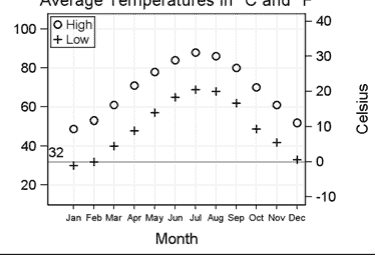 Average Temperatures in °C and °F
High
Low
100
80
60
40
32
20
40
30
20
10
0
-10
Celsius
Jan Feb Mar Apr May Jun Jul Aug Sep Oct Nov Dec
Month